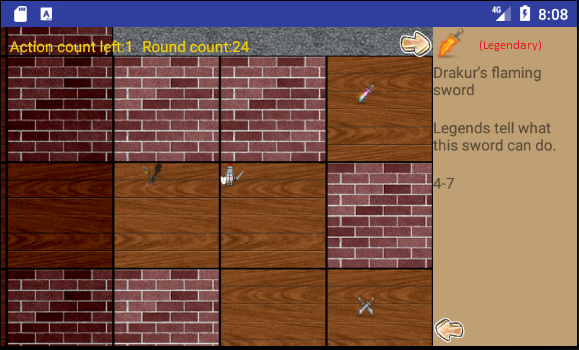 4G 8:08
A
Action count left:1 Round count:24
(Legendary)
Drakur's flaming
sword
Legends tell what
this sword can do.
4-7